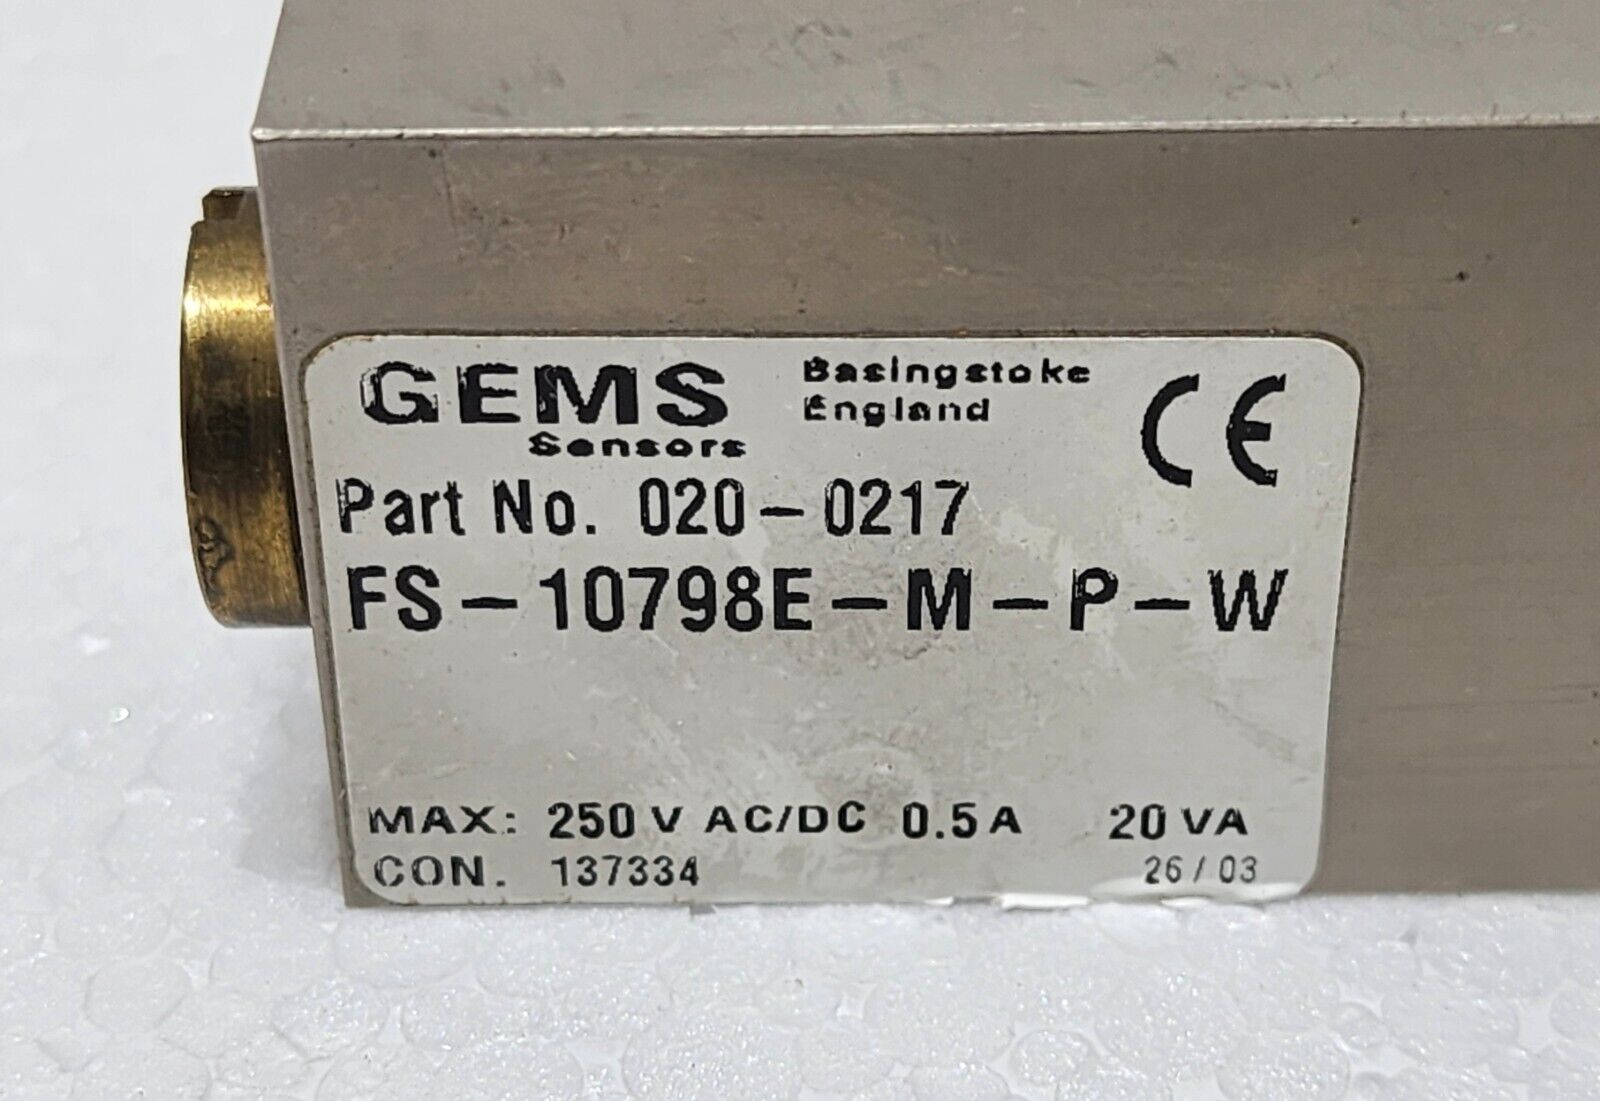 GEMS
Sensors
Basingstoke
England
CE
Part No. 020-0217
FS-10798E-M-P-W
MAX: 250 V AC/DC 0.5 A 20 VA
CON. 137334 26/03